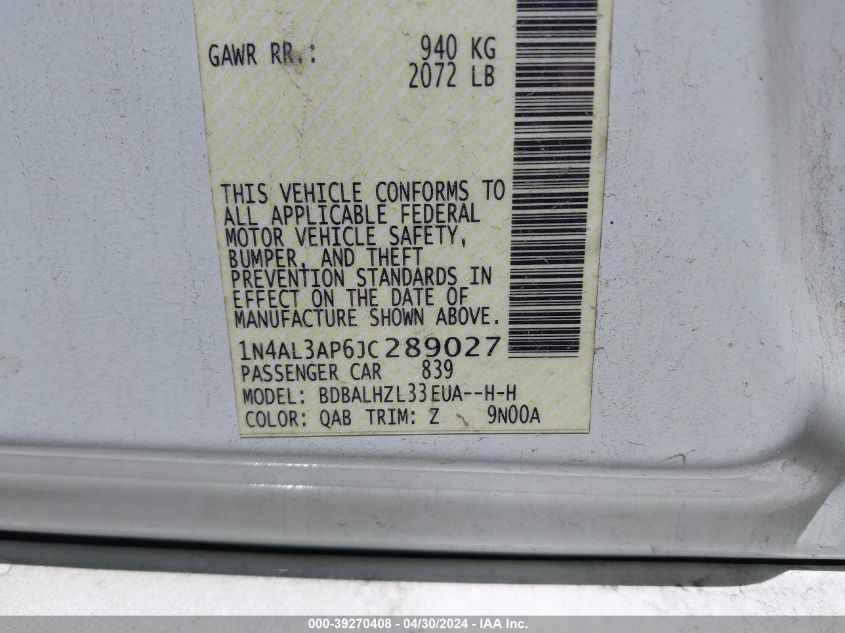 GAWR RR.: 940 KG
2072 LB
THIS VEHICLE CONFORMS TO
ALL APPLICABLE FEDERAL
MOTOR VEHICLE SAFETY,
BUMPER, AND THEFT
PREVENTION STANDARDS IN
EFFECT ON THE DATE OF
MANUFACTURE SHOWN ABOVE.
1N4AL3AP6JC289027
PASSENGER CAR 839
MODEL: BDBALHZL33EUA--H-H
COLOR: QAB TRIM: Z 9N00A
000-39270408 - 04/30/2024 - IAA Inc.